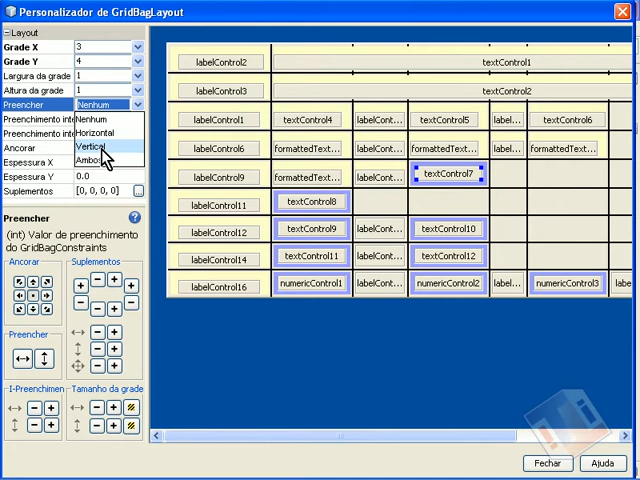 Personalizador de GridBagLayout
Layout
Grade X 3
Grade Y 4
Largura da grade 1
Altura da grade 1
Preencher Nenhum
Preenchimento inte Nenhum
Horizontal
Preenchimento inte
Ancorar Vertical
Espessura X Ambos
Espessura Y 0.0
Suplementos [0, 0, 0, 0] ...
Preencher ?
(int) Valor de preenchimento
do GridBagConstraints
Ancorar Suplementos
Preencher
I-Preenchimen Tamanho da grade
labelControl2 textControl1
labelControl3 textControl2
labelControl1 textControl4 labelCont... textControl5 label... textControl6
labelControl6 formattedText... labelCont... formattedText... label... formattedText...
labelControl9 formattedText... labelCont... textControl7
labelControl11 textControl8
labelControl12 textControl9 labelCont... textControl10
labelControl14 textControl11 labelCont... textControl12
labelControl16 numericControl1 labelCont... numericControl2 label... numericControl3
Fechar Ajuda